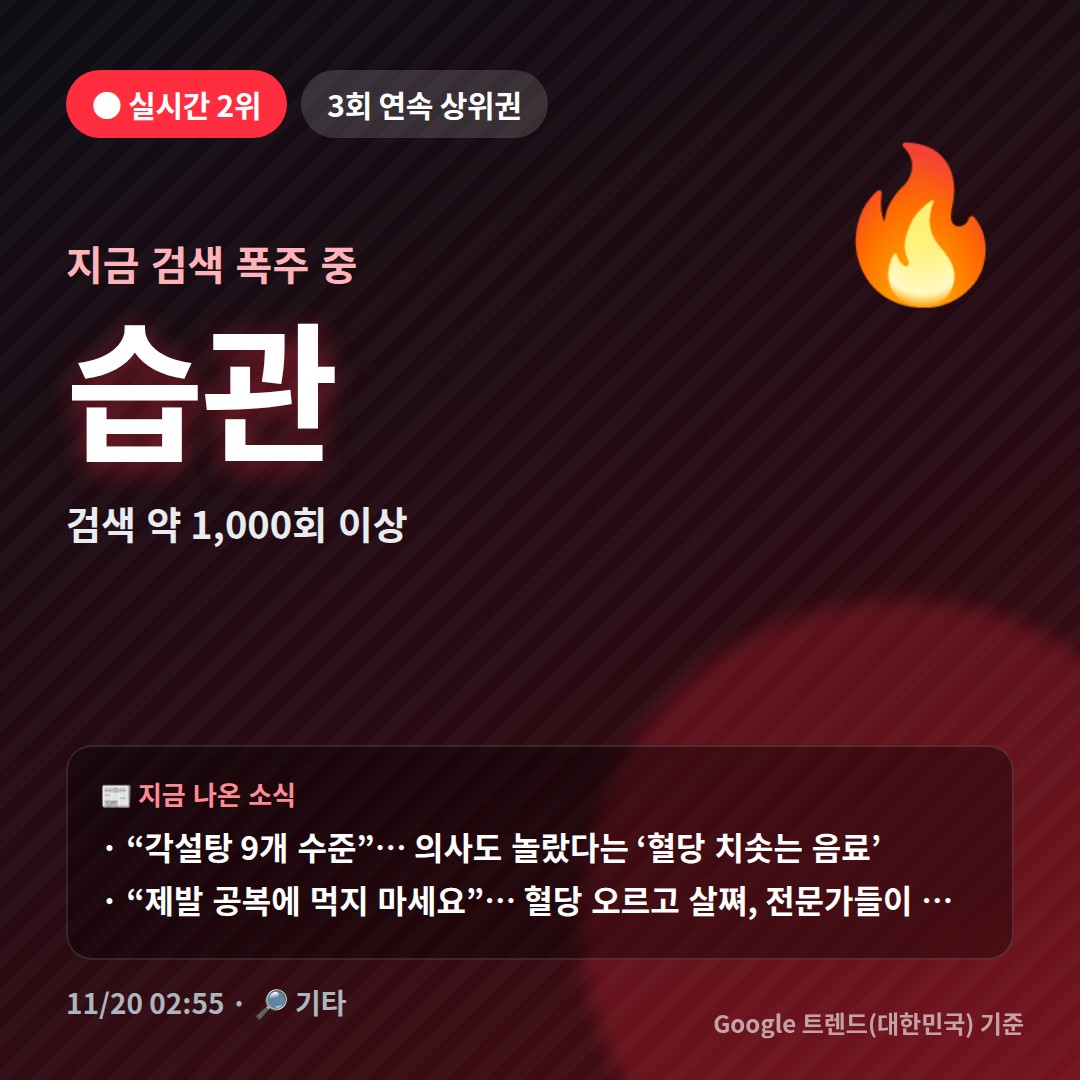 실시간 2위
3회 연속 상위권
지금 검색 폭주 중
습관
검색 약 1,000회 이상
지금 나온 소식
· “각설탕 9개 수준”… 의사도 놀랐다는 ‘혈당 치솟는 음료’
· “제발 공복에 먹지 마세요”… 혈당 오르고 살쪄, 전문가들이 …
11/20 02:55 · 🔎 기타
Google 트렌드(대한민국) 기준